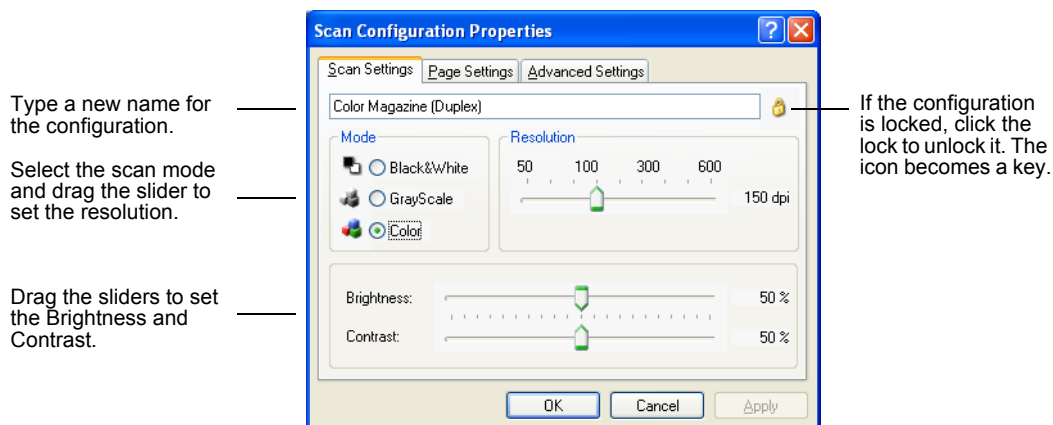 Scan Configuration Properties
Scan Settings Page Settings Advanced Settings
Type a new name for
the configuration.
Color Magazine (Duplex)
If the configuration
is locked, click the
lock to unlock it. The
icon becomes a key.
Select the scan mode
and drag the slider to
set the resolution.
Mode
Black&White
GrayScale
Color
Resolution
50 100 300 600
150 dpi
Drag the sliders to set
the Brightness and
Contrast.
Brightness: 50 %
Contrast: 50 %
OK Cancel Apply